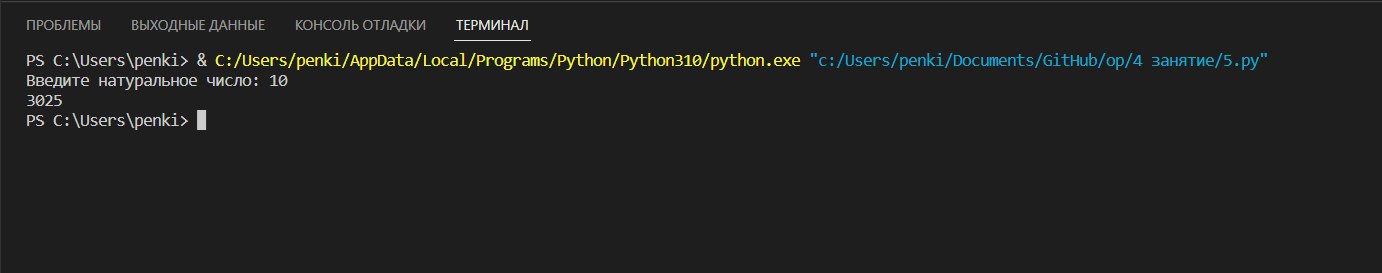 ПРОБЛЕМЫ ВЫХОДНЫЕ ДАННЫЕ КОНСОЛЬ ОТЛАДКИ ТЕРМИНАЛ
PS C:\Users\penki> & C:/Users/penki/AppData/Local/Programs/Python/Python310/python.exe "c:/Users/penki/Documents/GitHub/op/4 занятие/5.py"
Введите натуральное число: 10
3025
PS C:\Users\penki>